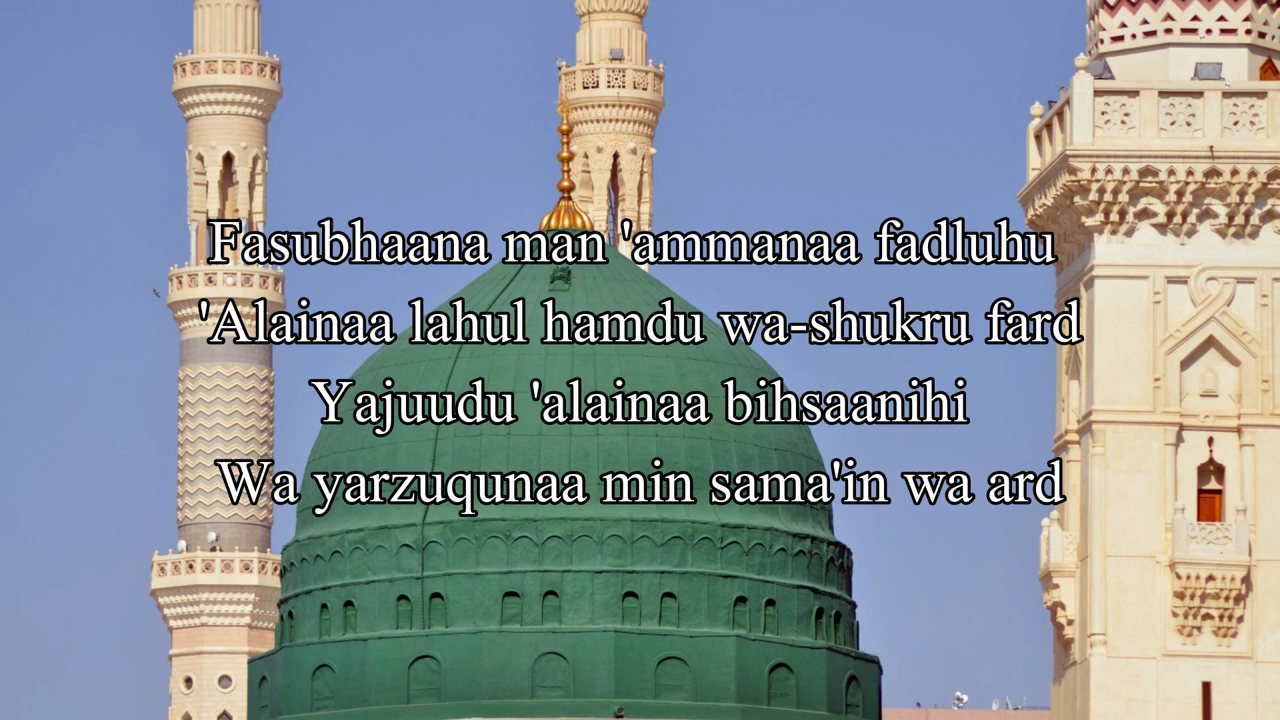 Fasubhaana man 'ammanaa fadluhu
'Alainaa lahul hamdu wa-shukru fard
Yajuudu 'alainaa bihsaanihi
Wa yarzuqunaa min sama'in wa ard